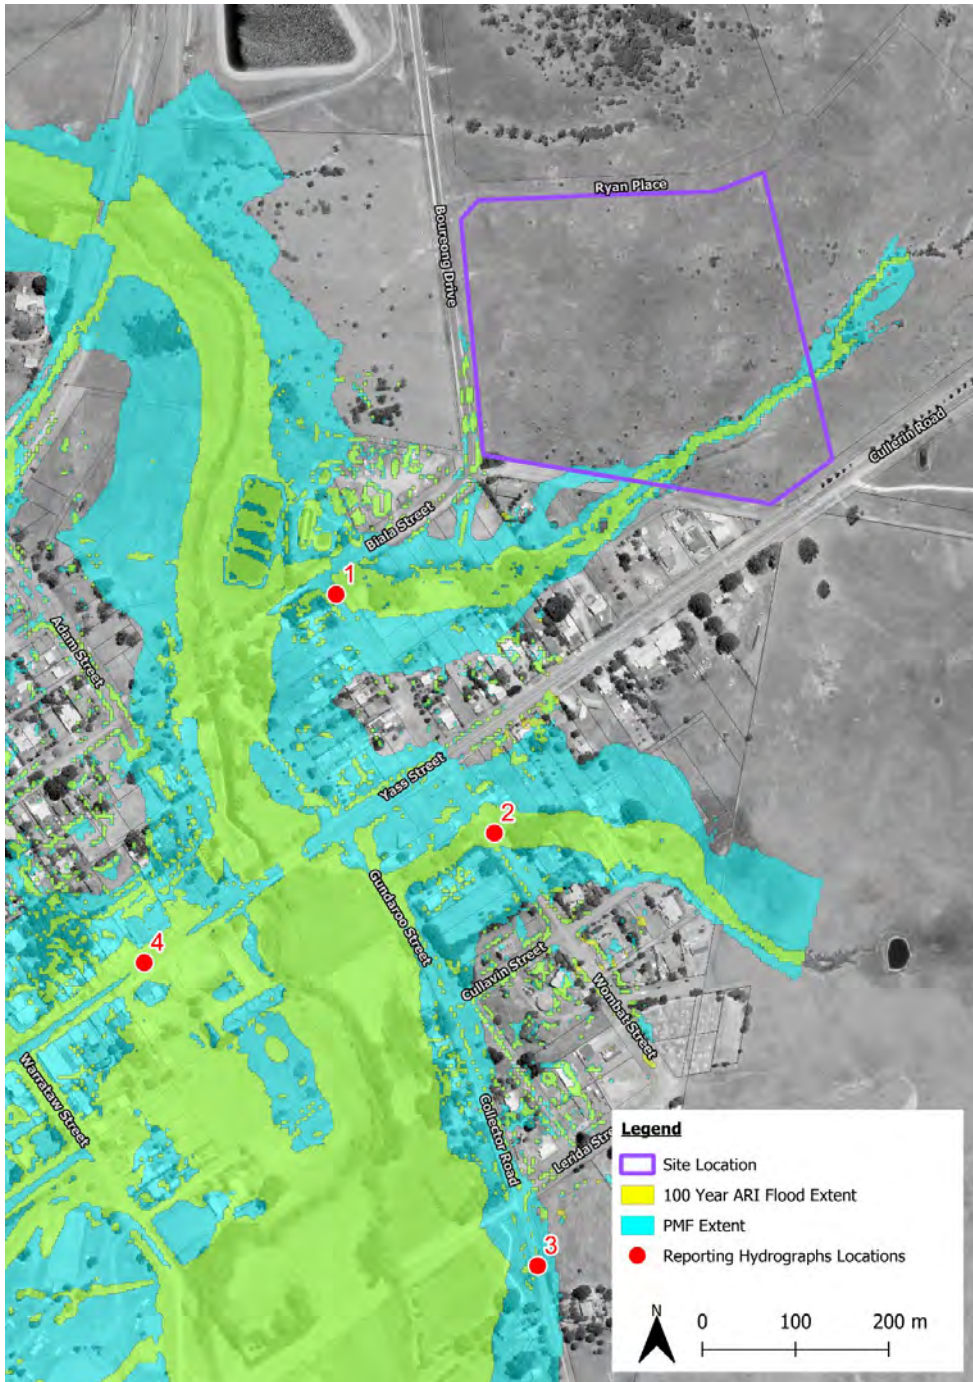 Ryan Place
Boureong Drive
Cullerin Road
Biala Street
1
Adam Street
Yass Street
2
Gundaroo Street
4
Cullavin Street
Wombat Street
Warrataw Street
Collector Road
Lerida Stre
3
Legend
Site Location
100 Year ARI Flood Extent
PMF Extent
Reporting Hydrographs Locations
N
0 100 200 m